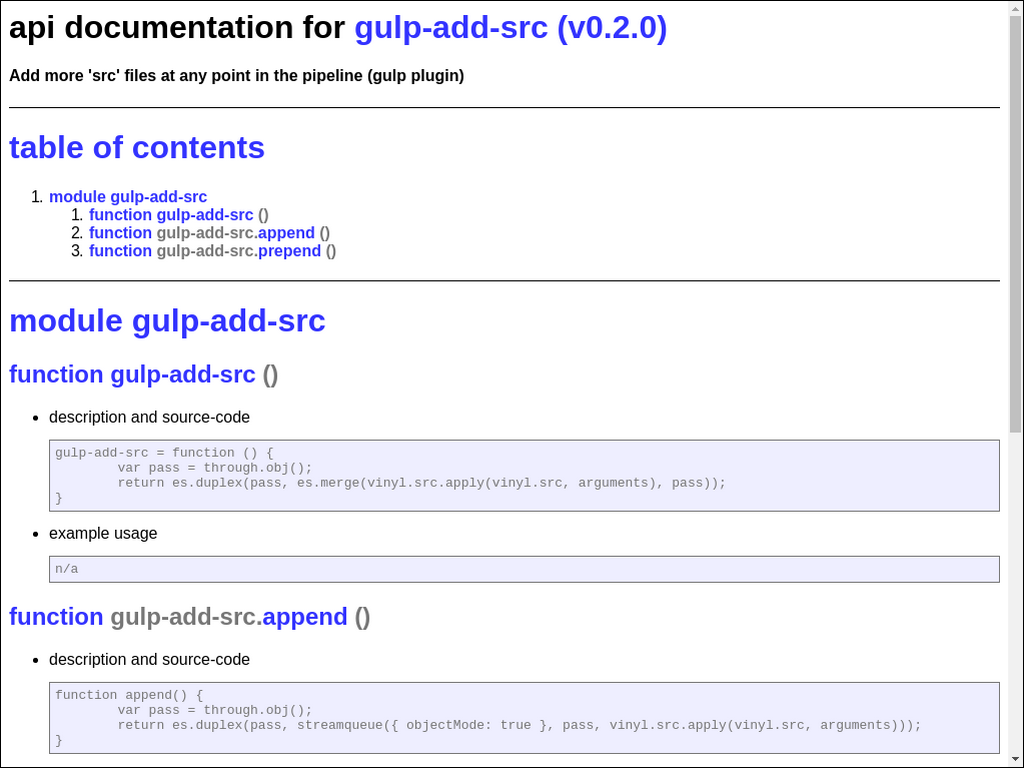 api documentation for gulp-add-src (v0.2.0)
Add more 'src' files at any point in the pipeline (gulp plugin)
table of contents
1. module gulp-add-src
1. function gulp-add-src ()
2. function gulp-add-src.append ()
3. function gulp-add-src.prepend ()
module gulp-add-src
function gulp-add-src ()
• description and source-code
gulp-add-src = function () {
        var pass = through.obj();
        return es.duplex(pass, es.merge(vinyl.src.apply(vinyl.src, arguments), pass));
}
• example usage
n/a
function gulp-add-src.append ()
• description and source-code
function append() {
        var pass = through.obj();
        return es.duplex(pass, streamqueue({ objectMode: true }, pass, vinyl.src.apply(vinyl.src, arguments)));
}